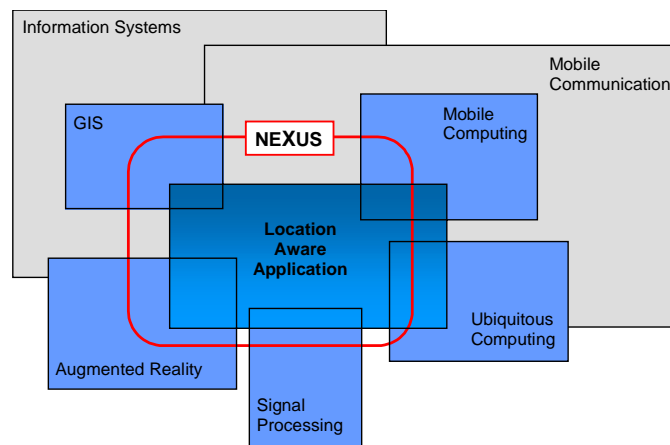 Information Systems
Mobile
Communication
GIS
NEXUS
Mobile
Computing
Location
Aware
Application
Ubiquitous
Computing
Augmented Reality
Signal
Processing